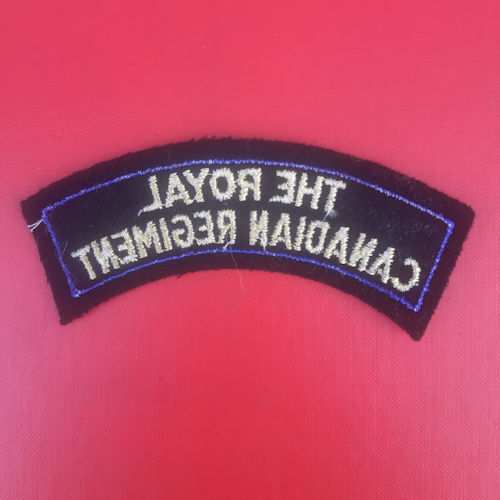 THE ROYAL
CANADIAN REGIMENT